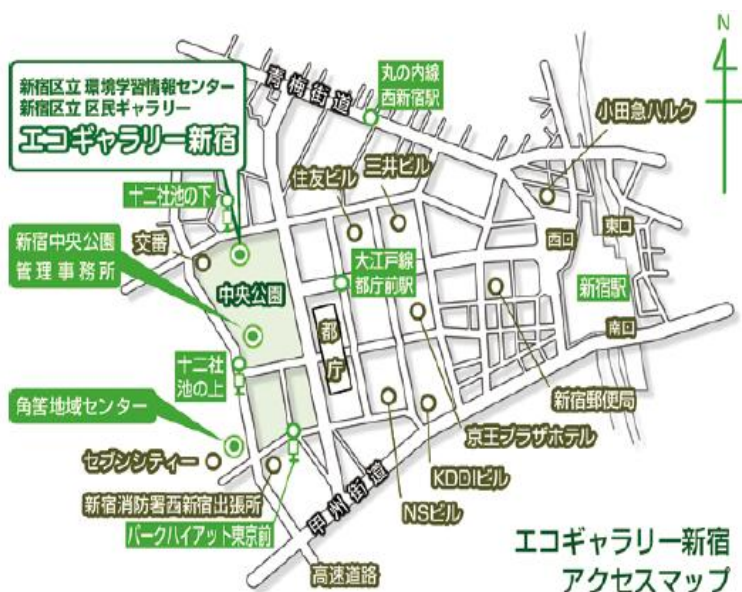 N
新宿区立 環境学習情報センター
新宿区立 区民ギャラリー
エコギャラリー新宿
青梅街道
丸の内線
西新宿駅
小田急ハルク
十二社池の下
住友ビル
三井ビル
新宿中央公園
管理事務所
交番
中央公園
大江戸線
都庁前駅
西口
東口
新宿駅
南口
都庁
十二社
池の上
角筈地域センター
新宿郵便局
京王プラザホテル
セブンシティー
KDDIビル
NSビル
新宿消防署西新宿出張所
パークハイアット東京前
甲州街道
高速道路
エコギャラリー新宿
アクセスマップ